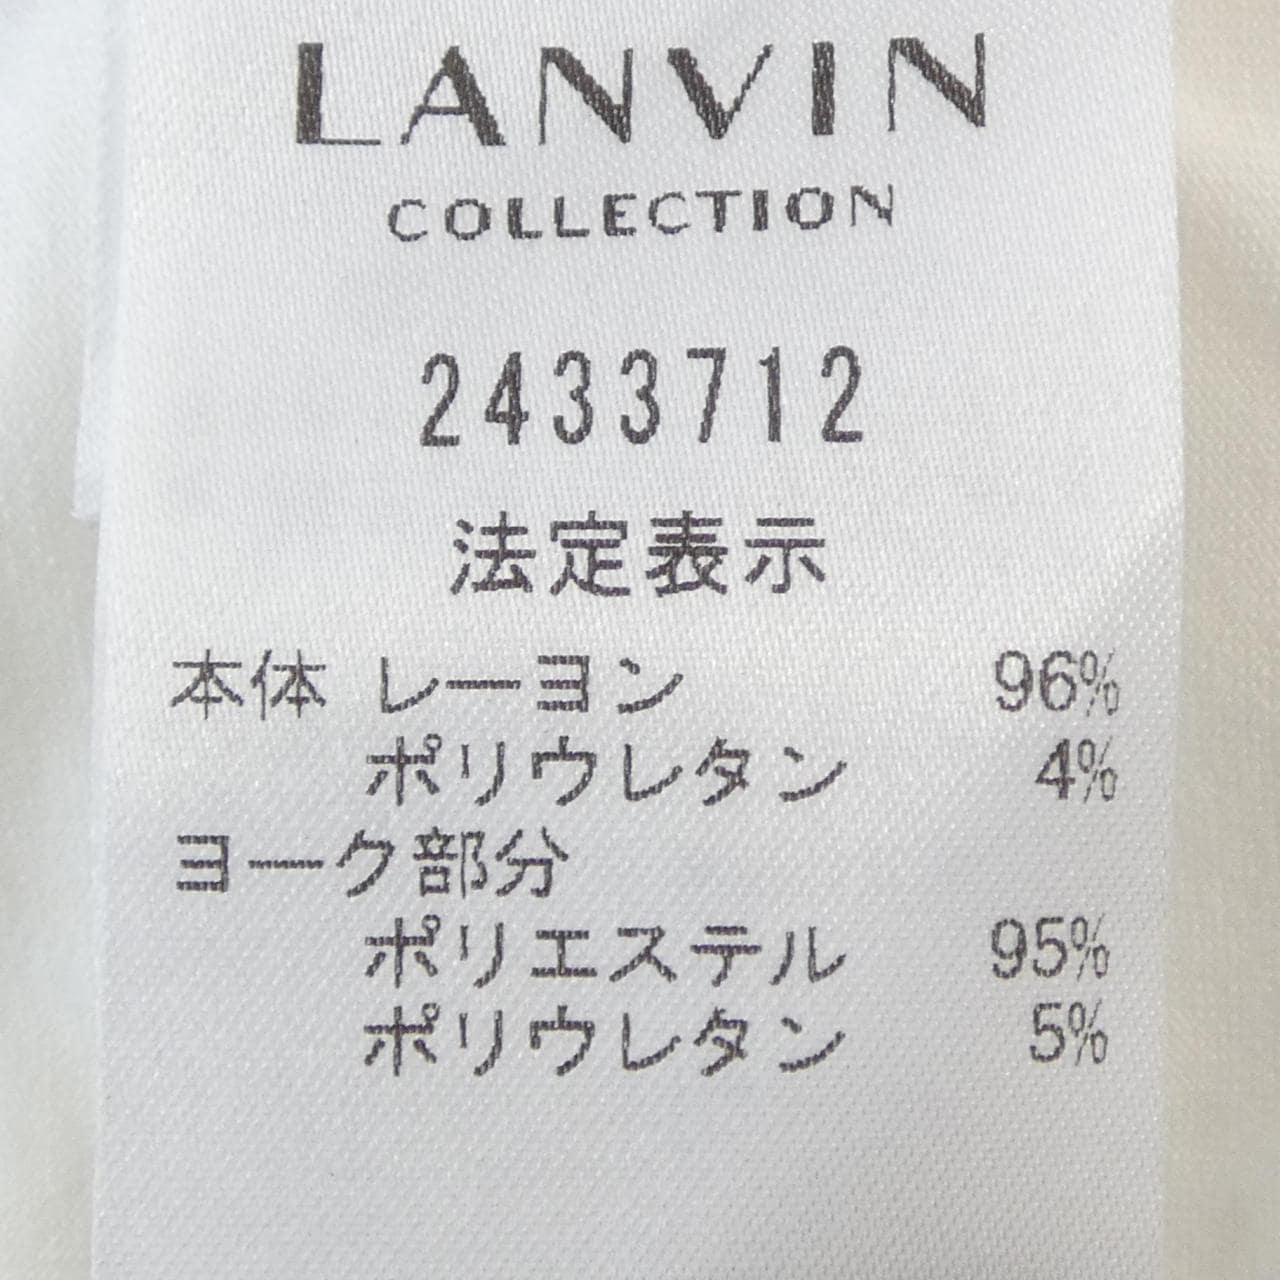 LANVIN
COLLECTION
2433712
法定表示
本体 レーヨン 96%
ポリウレタン 4%
ヨーク部分
ポリエステル 95%
ポリウレタン 5%